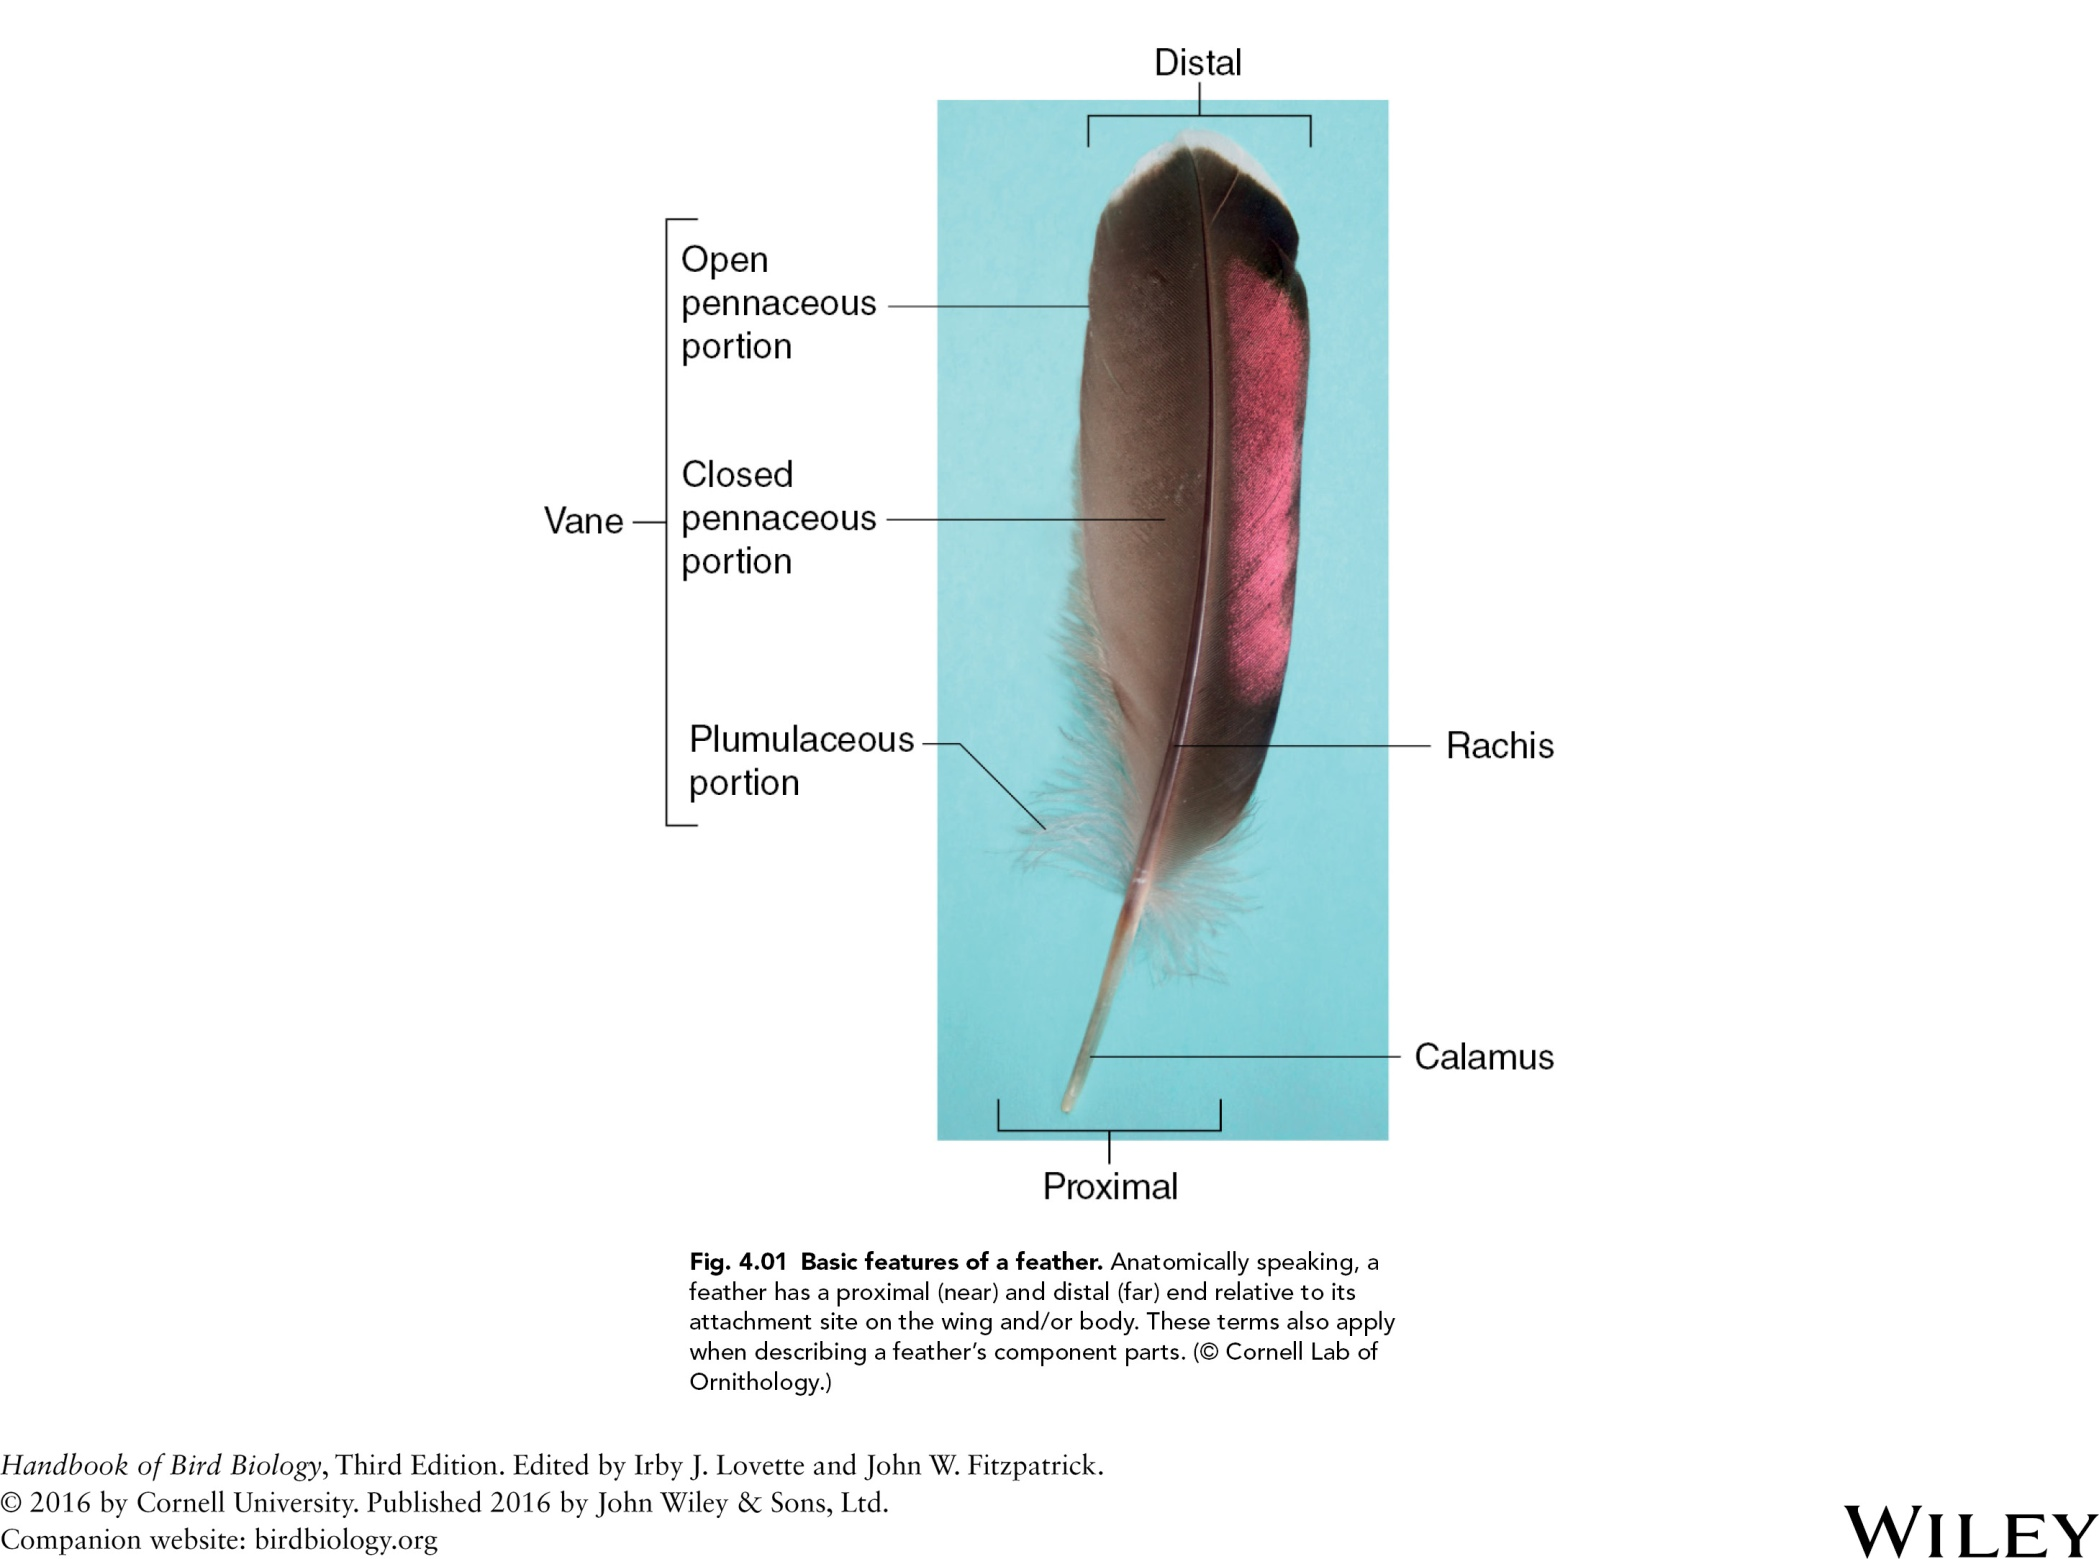 Distal
Open
pennaceous
portion
Closed
pennaceous
portion
Vane
Plumulaceous
portion
Rachis
Calamus
Proximal
Fig. 4.01 Basic features of a feather. Anatomically speaking, a
feather has a proximal (near) and distal (far) end relative to its
attachment site on the wing and/or body. These terms also apply
when describing a feather’s component parts. (© Cornell Lab of
Ornithology.)
Handbook of Bird Biology, Third Edition. Edited by Irby J. Lovette and John W. Fitzpatrick.
© 2016 by Cornell University. Published 2016 by John Wiley & Sons, Ltd.
Companion website: birdbiology.org
WILEY